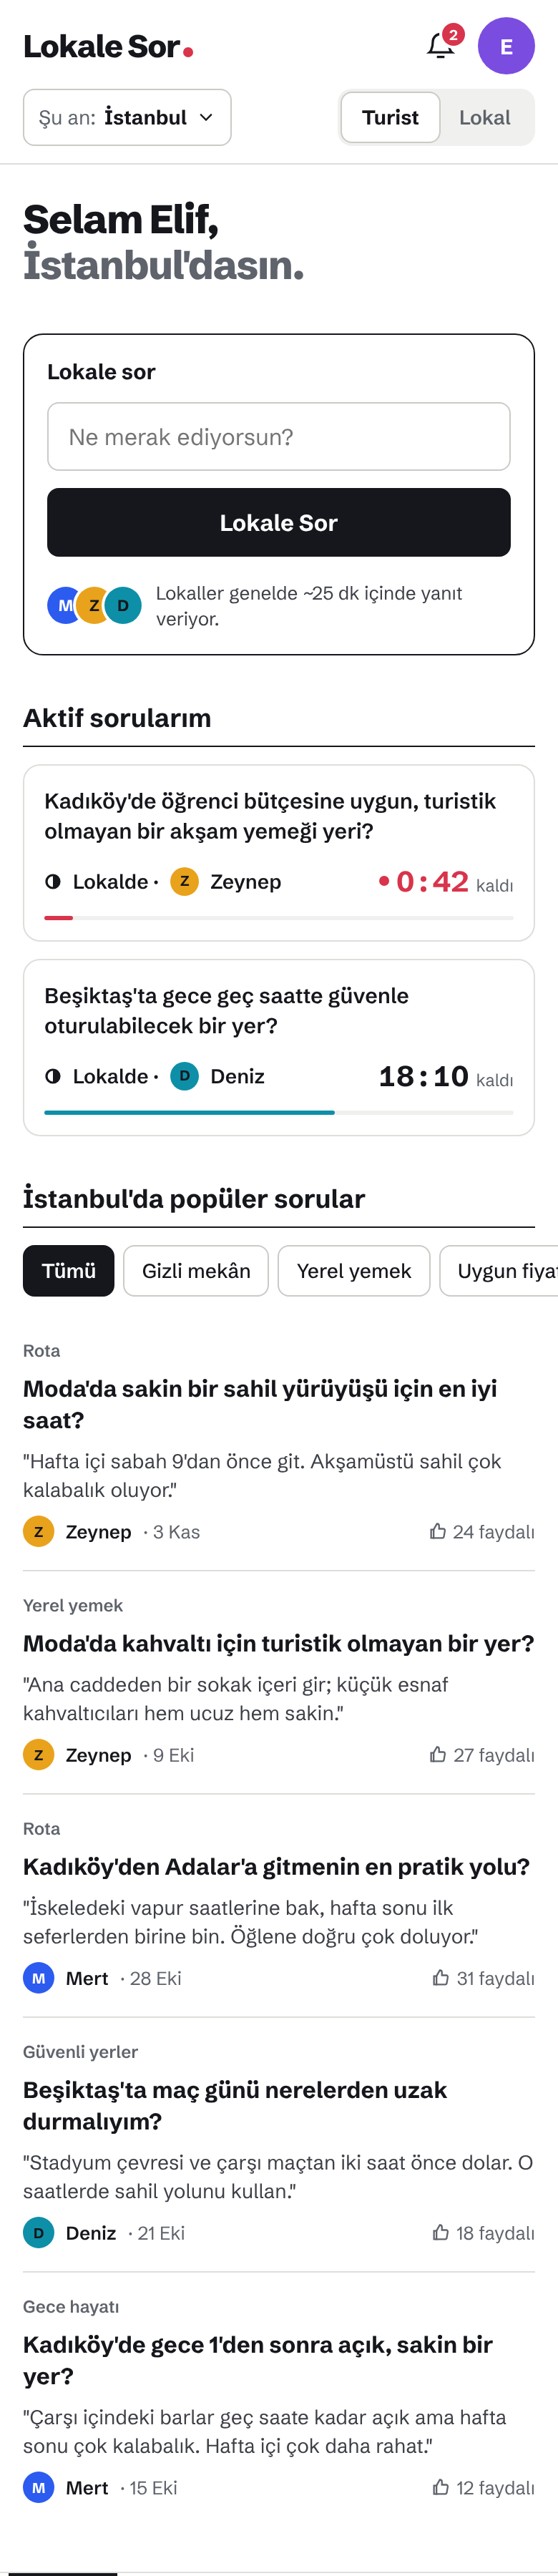 Lokale Sor.
2
E
Şu an: İstanbul
Turist
Lokal
Selam Elif,
İstanbul'dasın.
Lokale sor
Ne merak ediyorsun?
Lokale Sor
M Z D
Lokaller genelde ~25 dk içinde yanıt
veriyor.
Aktif sorularım
Kadıköy'de öğrenci bütçesine uygun, turistik
olmayan bir akşam yemeği yeri?
Lokalde · Z Zeynep
0:42 kaldı
Beşiktaş'ta gece geç saatte güvenle
oturulabilecek bir yer?
Lokalde · D Deniz
18:10 kaldı
İstanbul'da popüler sorular
Tümü
Gizli mekân
Yerel yemek
Uygun fiyat
Rota
Moda'da sakin bir sahil yürüyüşü için en iyi
saat?
"Hafta içi sabah 9'dan önce git. Akşamüstü sahil çok
kalabalık oluyor."
Z Zeynep · 3 Kas
24 faydalı
Yerel yemek
Moda'da kahvaltı için turistik olmayan bir yer?
"Ana caddeden bir sokak içeri gir; küçük esnaf
kahvaltıcıları hem ucuz hem sakin."
Z Zeynep · 9 Eki
27 faydalı
Rota
Kadıköy'den Adalar'a gitmenin en pratik yolu?
"İskeledeki vapur saatlerine bak, hafta sonu ilk
seferlerden birine bin. Öğlene doğru çok doluyor."
M Mert · 28 Eki
31 faydalı
Güvenli yerler
Beşiktaş'ta maç günü nerelerden uzak
durmalıyım?
"Stadyum çevresi ve çarşı maçtan iki saat önce dolar. O
saatlerde sahil yolunu kullan."
D Deniz · 21 Eki
18 faydalı
Gece hayatı
Kadıköy'de gece 1'den sonra açık, sakin bir
yer?
"Çarşı içindeki barlar geç saate kadar açık ama hafta
sonu çok kalabalık. Hafta içi çok daha rahat."
M Mert · 15 Eki
12 faydalı